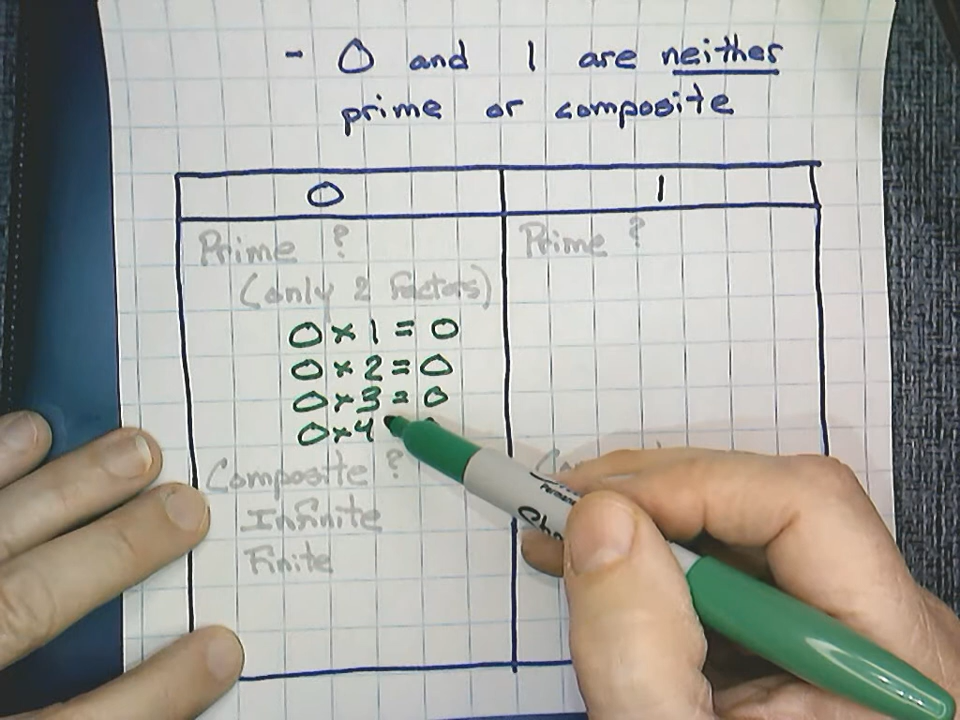 - 0 and 1 are neither
prime or composite
0
1
Prime ?
(only 2 factors)
0 × 1 = 0
0 × 2 = 0
0 × 3 = 0
0 × 4
Composite ?
Infinite
Finite
Prime ?